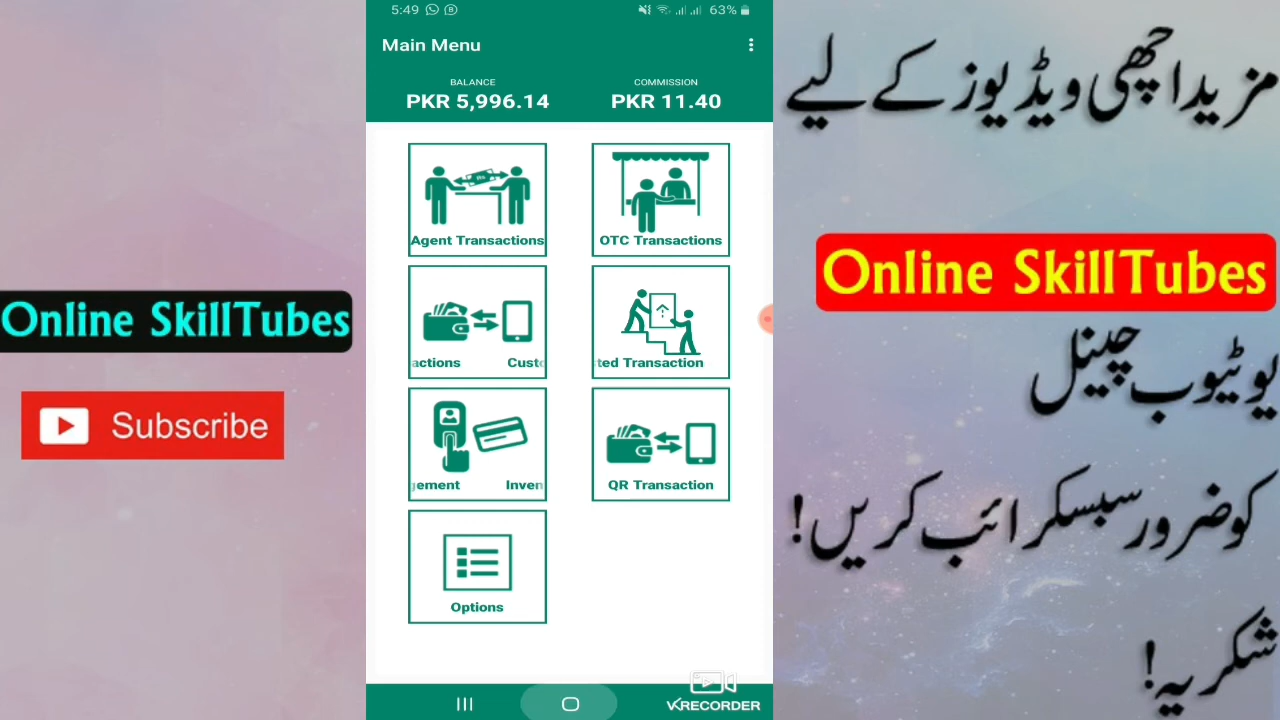 5:49
63%
Main Menu
BALANCE
COMMISSION
PKR 5,996.14
PKR 11.40
Agent Transactions
OTC Transactions
actions Custo
ted Transaction
gement Inven
QR Transaction
Options
VRECORDER
Online SkillTubes
Subscribe
مزید اچھی ویڈیوز کے لیے
Online SkillTubes
یوٹیوب چینل
کو ضرور سبسکرائب کریں!
شکریہ!